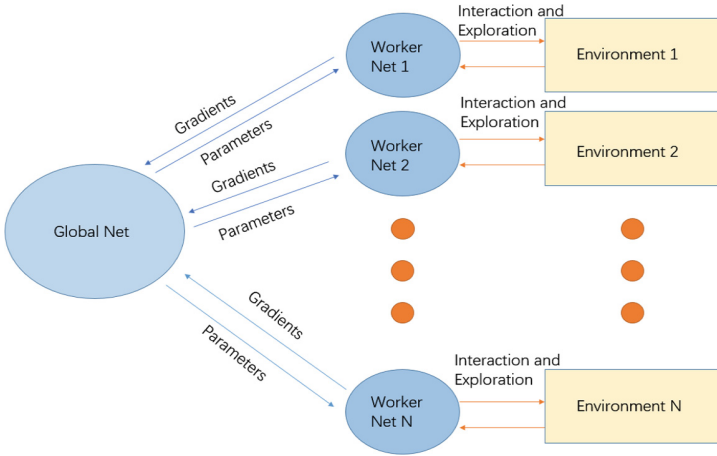 Interaction and
Exploration
Worker
Net 1
Environment 1
Gradients
Parameters
Interaction and
Exploration
Worker
Net 2
Environment 2
Gradients
Parameters
Global Net
Gradients
Parameters
Interaction and
Exploration
Worker
Net N
Environment N